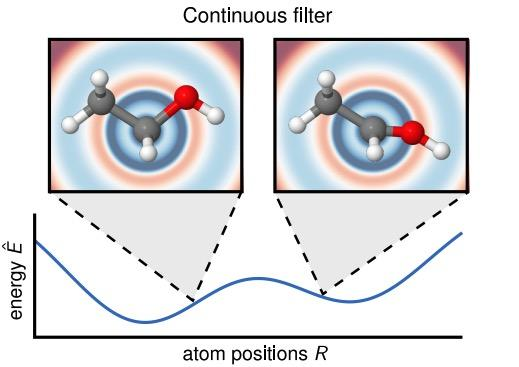 Continuous filter
energy Ê
atom positions R